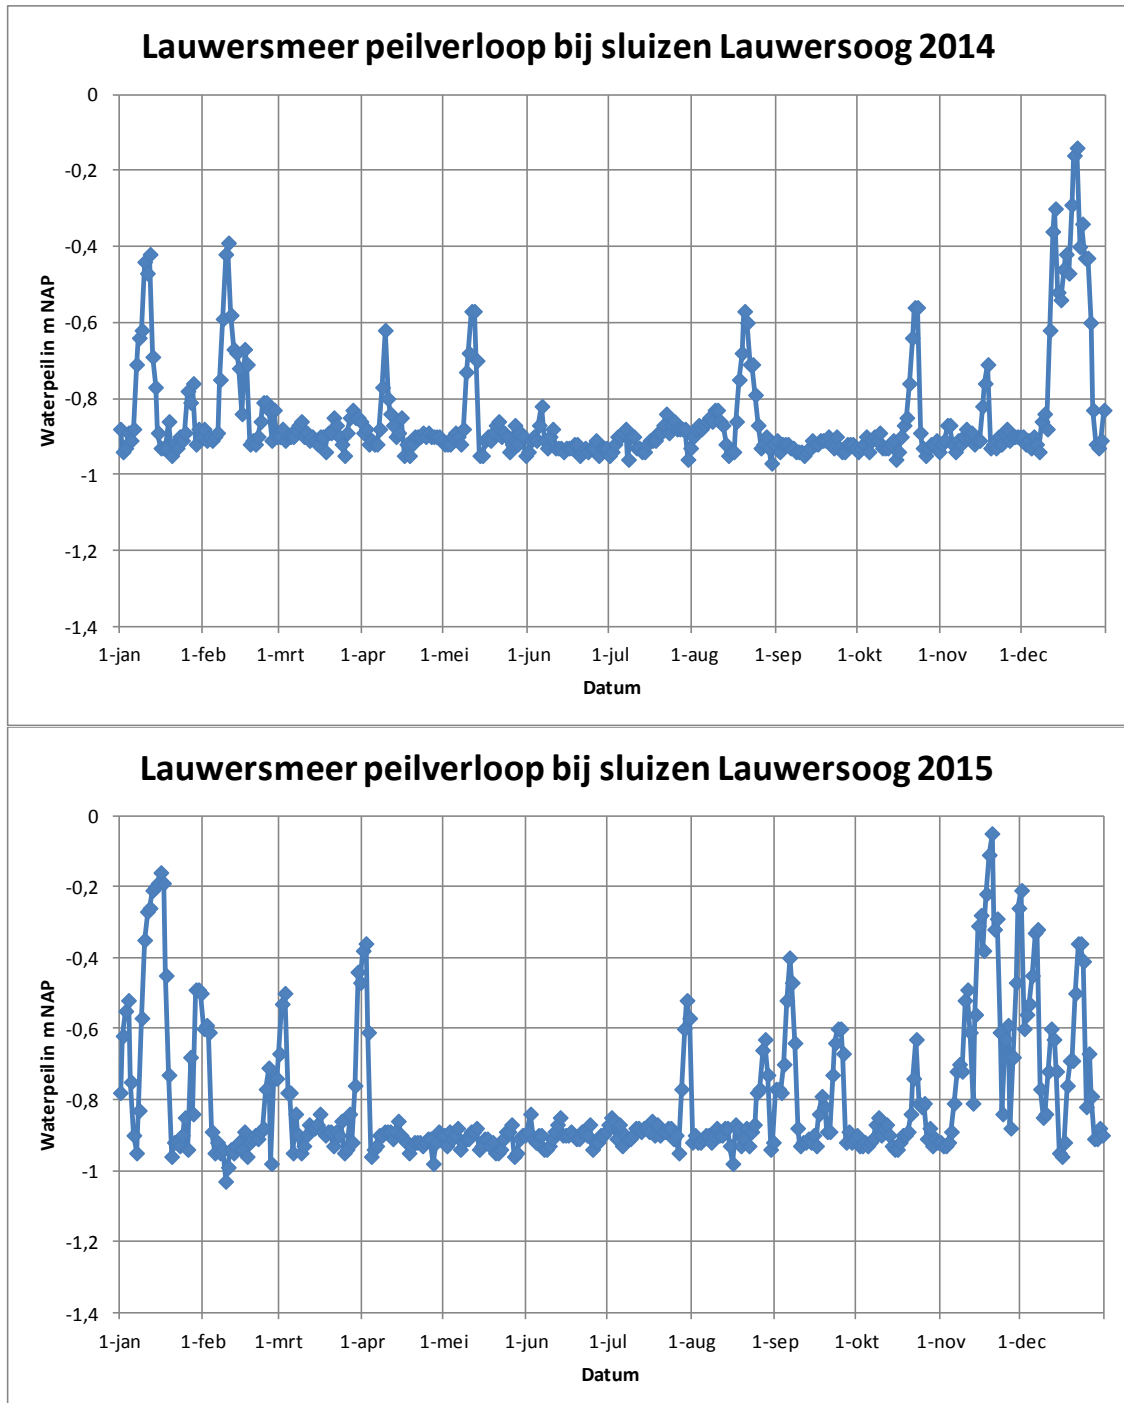 Lauwersmeer peilverloop bij sluizen Lauwersoog 2014
0
-0,2
-0,4
-0,6
-0,8
-1
-1,2
-1,4
Waterpeil in m NAP
1-jan 1-feb 1-mrt 1-apr 1-mei 1-jun 1-jul 1-aug 1-sep 1-okt 1-nov 1-dec
Datum
Lauwersmeer peilverloop bij sluizen Lauwersoog 2015
0
-0,2
-0,4
-0,6
-0,8
-1
-1,2
-1,4
Waterpeil in m NAP
1-jan 1-feb 1-mrt 1-apr 1-mei 1-jun 1-jul 1-aug 1-sep 1-okt 1-nov 1-dec
Datum